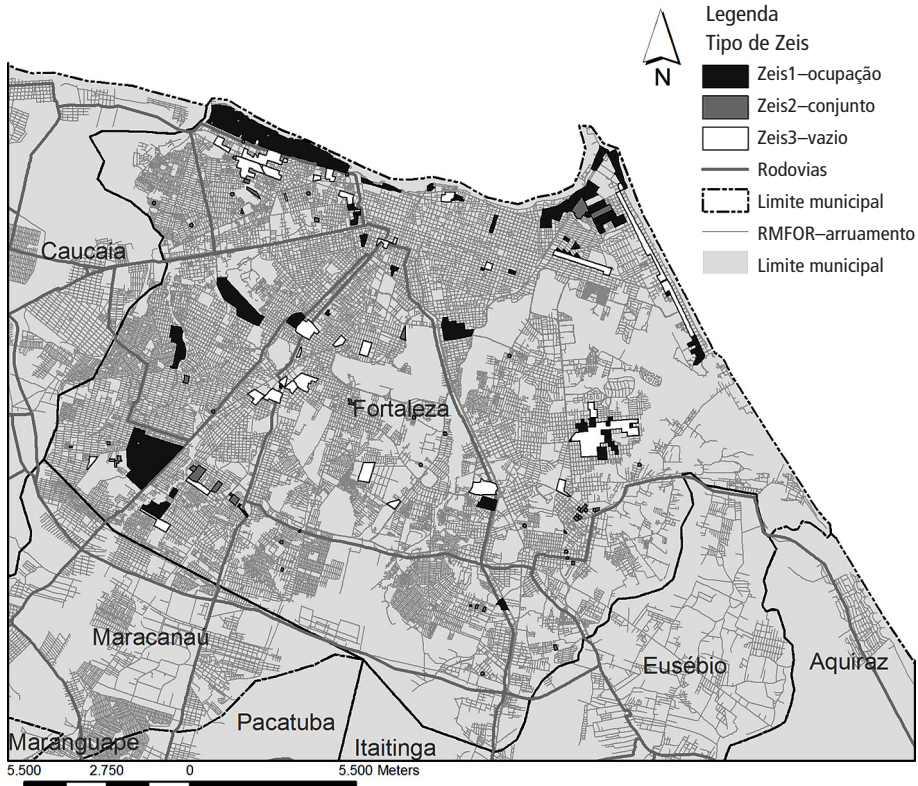 Legenda
Tipo de Zeis
Zeis1–ocupação
Zeis2–conjunto
Zeis3–vazio
Rodovias
Limite municipal
RMFOR–arruamento
Limite municipal
N
Caucaia
Fortaleza
Maracanaú
Eusébio
Aquiraz
Pacatuba
Maranguape
Itaitinga
5.500 2.750 0 5.500 Meters